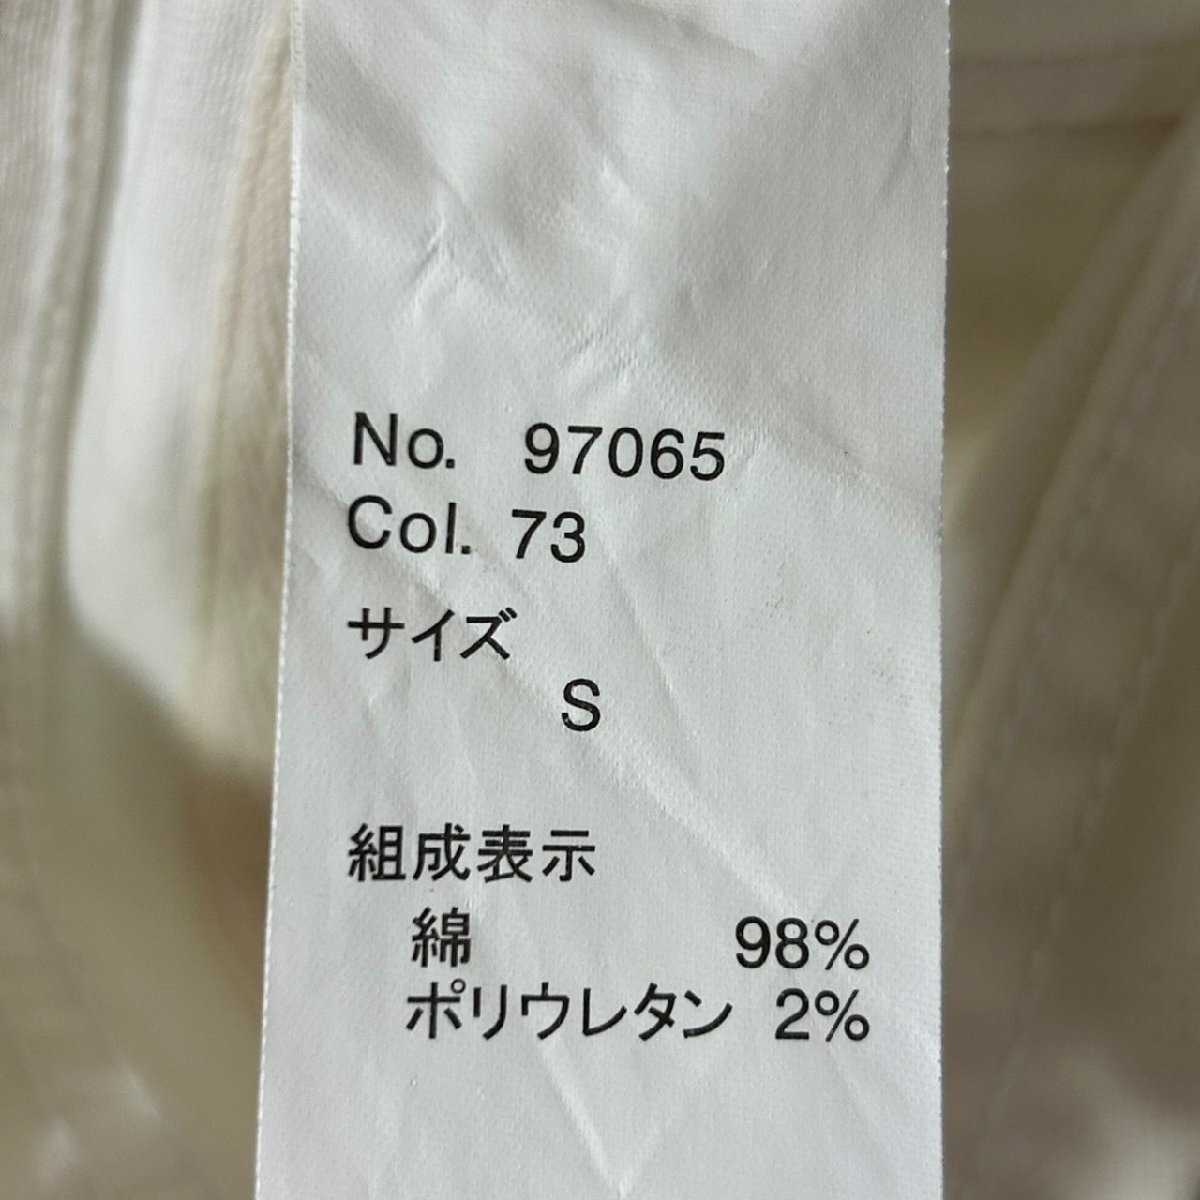 No. 97065
Col. 73
サイズ
S
組成表示
綿 98%
ポリウレタン 2%